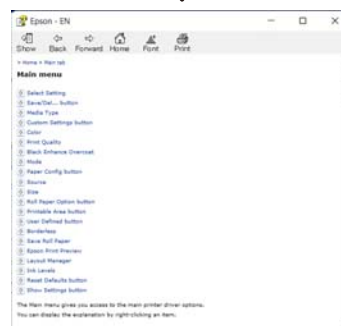 Epson - EN
Show Back Forward Home Font Print
> Home > Main tab
Main menu
Select Setting
Save/Del... button
Media Type
Custom Settings button
Color
Print Quality
Black Enhance Overcoat
Mode
Paper Config button
Source
Size
Roll Paper Option button
Printable Area button
User Defined button
Borderless
Save Roll Paper
Epson Print Preview
Layout Manager
Ink Levels
Reset Defaults button
Show Settings button
The Main menu gives you access to the main printer driver options.
You can display the explanation by right-clicking an item.